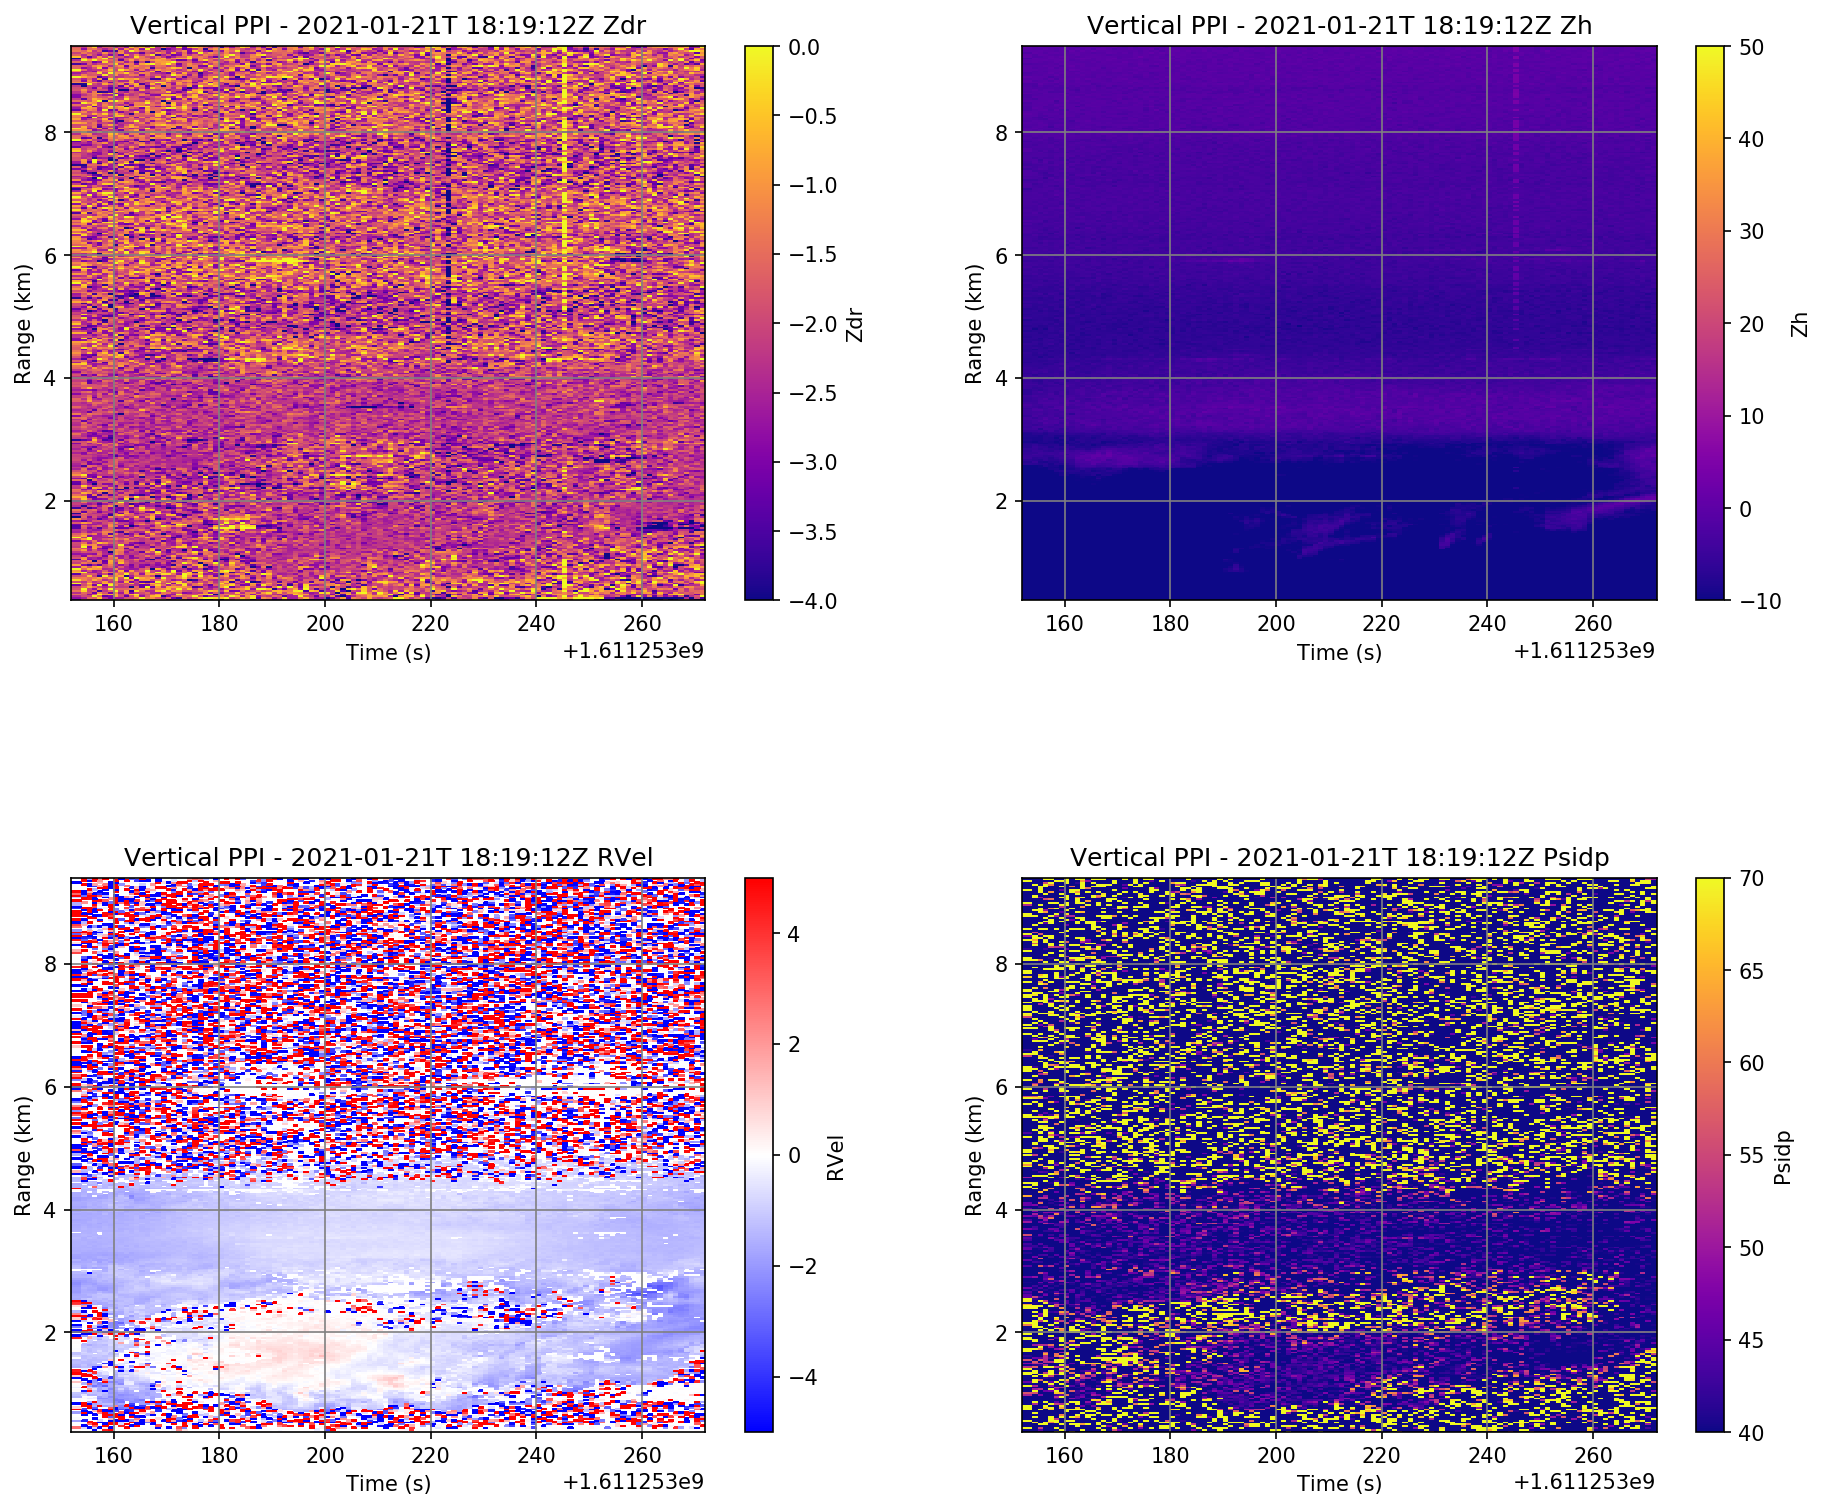 Vertical PPI - 2021-01-21T 18:19:12Z Zdr
Range (km)
8
6
4
2
160 180 200 220 240 260
Time (s)
+1.611253e9
0.0
−0.5
−1.0
−1.5
−2.0
−2.5
−3.0
−3.5
−4.0
Zdr
Vertical PPI - 2021-01-21T 18:19:12Z Zh
Range (km)
8
6
4
2
160 180 200 220 240 260
Time (s)
+1.611253e9
50
40
30
20
10
0
−10
Zh
Vertical PPI - 2021-01-21T 18:19:12Z RVel
Range (km)
8
6
4
2
160 180 200 220 240 260
Time (s)
+1.611253e9
4
2
0
−2
−4
RVel
Vertical PPI - 2021-01-21T 18:19:12Z Psidp
Range (km)
8
6
4
2
160 180 200 220 240 260
Time (s)
+1.611253e9
70
65
60
55
50
45
40
Psidp